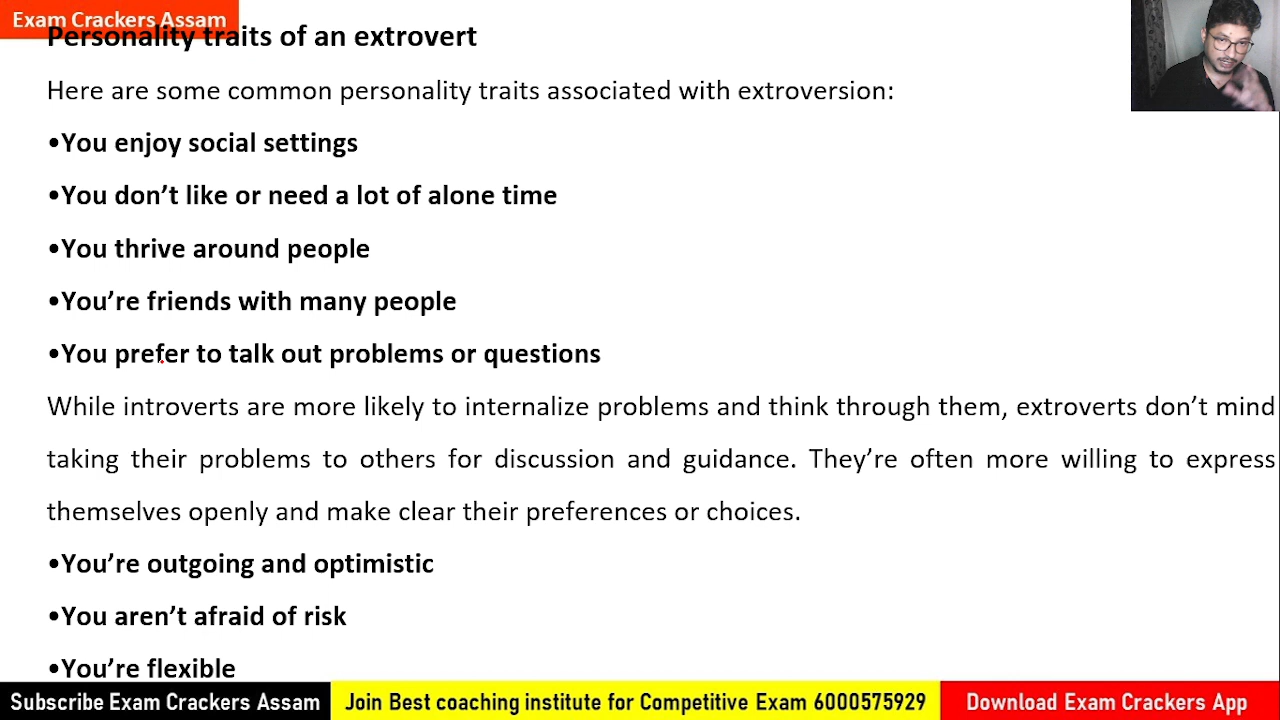 Exam Crackers Assam
Personality traits of an extrovert
Here are some common personality traits associated with extroversion:
•You enjoy social settings
•You don’t like or need a lot of alone time
•You thrive around people
•You’re friends with many people
•You prefer to talk out problems or questions
While introverts are more likely to internalize problems and think through them, extroverts don’t mind
taking their problems to others for discussion and guidance. They’re often more willing to express
themselves openly and make clear their preferences or choices.
•You’re outgoing and optimistic
•You aren’t afraid of risk
•You’re flexible
Subscribe Exam Crackers Assam
Join Best coaching institute for Competitive Exam 6000575929
Download Exam Crackers App